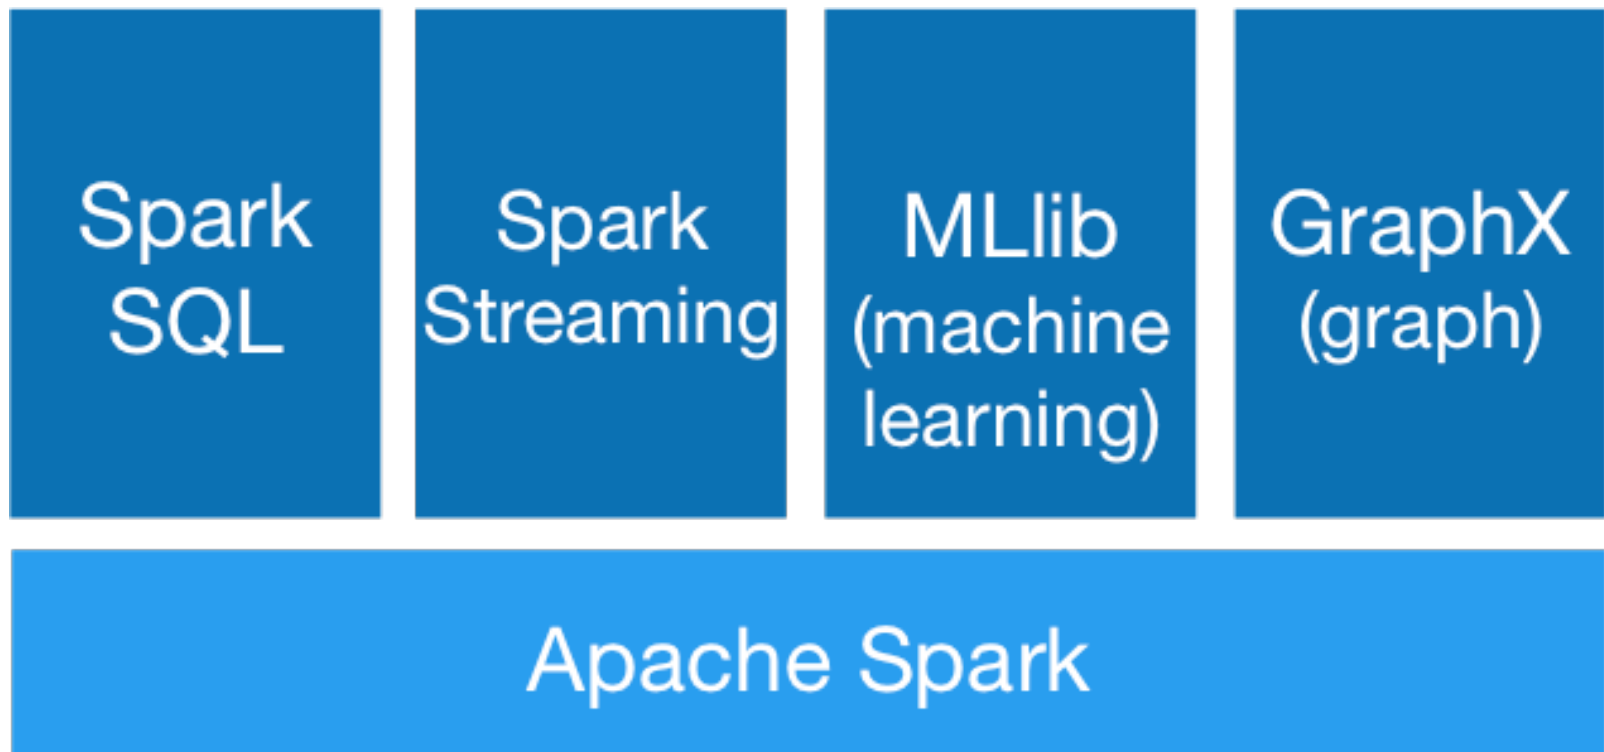 Spark
SQL
Spark
Streaming
MLlib
(machine
learning)
GraphX
(graph)
Apache Spark